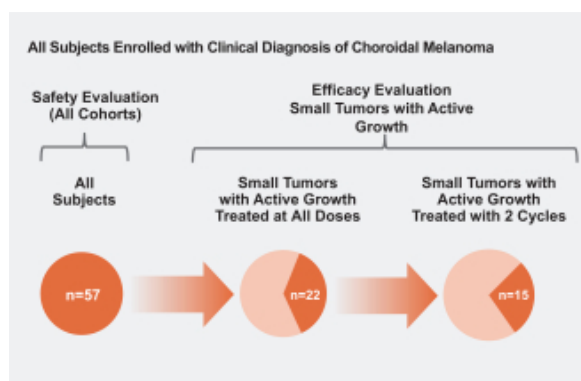 All Subjects Enrolled with Clinical Diagnosis of Choroidal Melanoma
Safety Evaluation
(All Cohorts)
Efficacy Evaluation
Small Tumors with Active
Growth
All
Subjects
Small Tumors
with Active Growth
Treated at All Doses
Small Tumors with
Active Growth
Treated with 2 Cycles
n=57
n=22
n=15